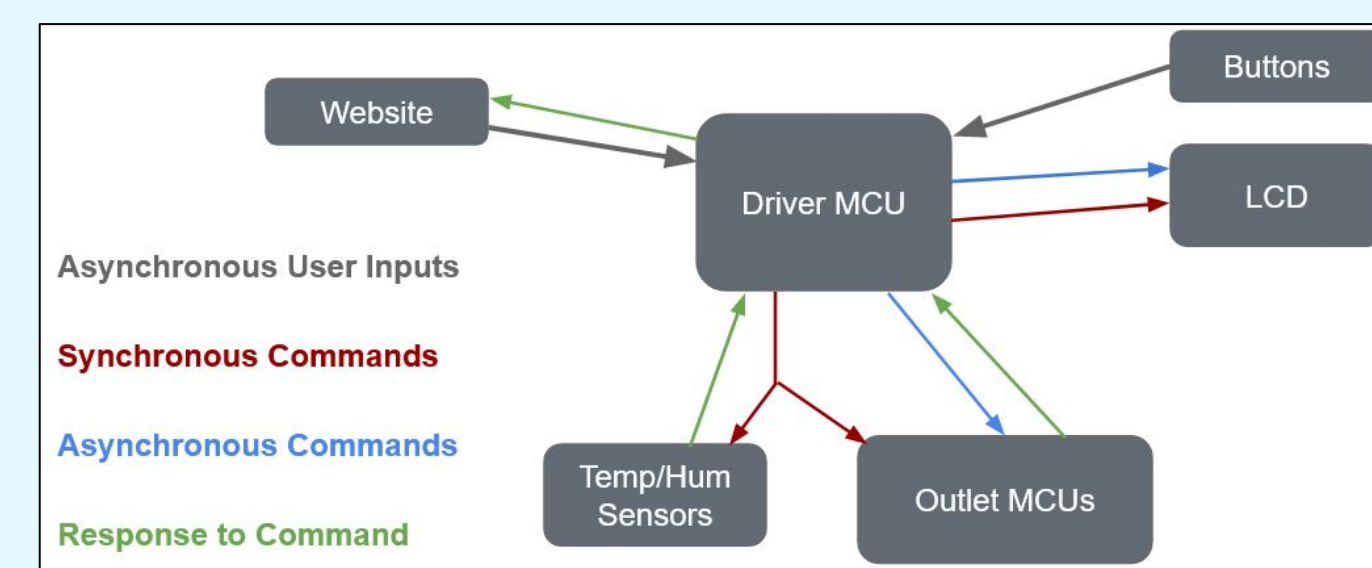 Buttons
Website
Driver MCU
LCD
Asynchronous User Inputs
Synchronous Commands
Asynchronous Commands
Temp/Hum
Sensors
Outlet MCUs
Response to Command